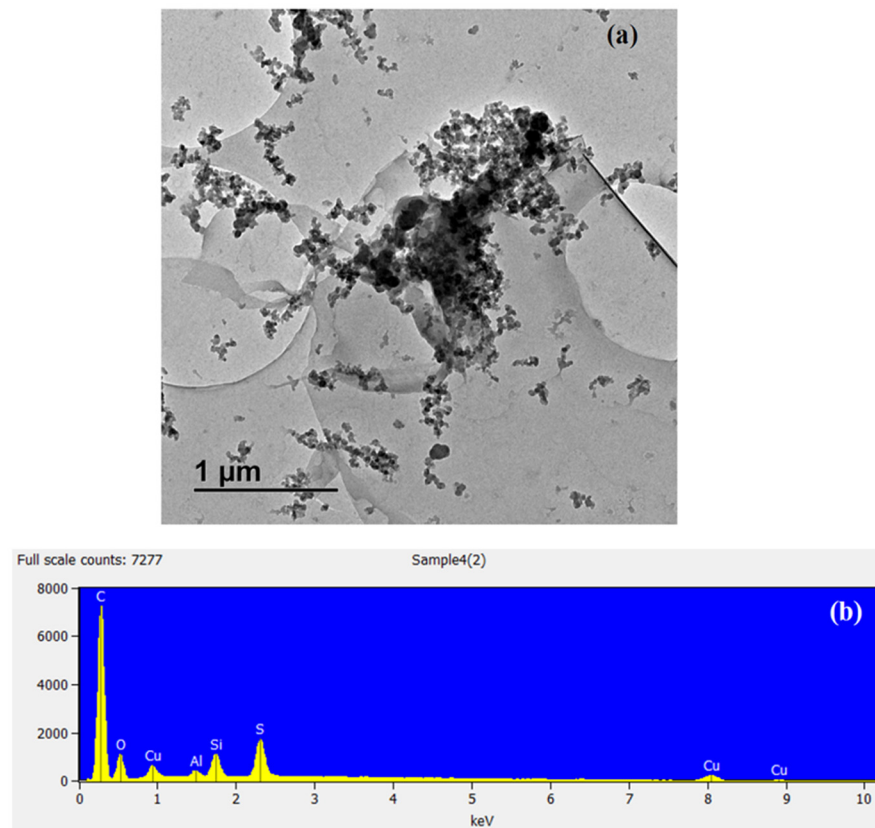 (a)
1 µm
Full scale counts: 7277
Sample4(2)
(b)
8000
6000
4000
2000
0
C
O
Cu
Al
Si
S
Cu
Cu
0 1 2 3 4 5 6 7 8 9 10
keV